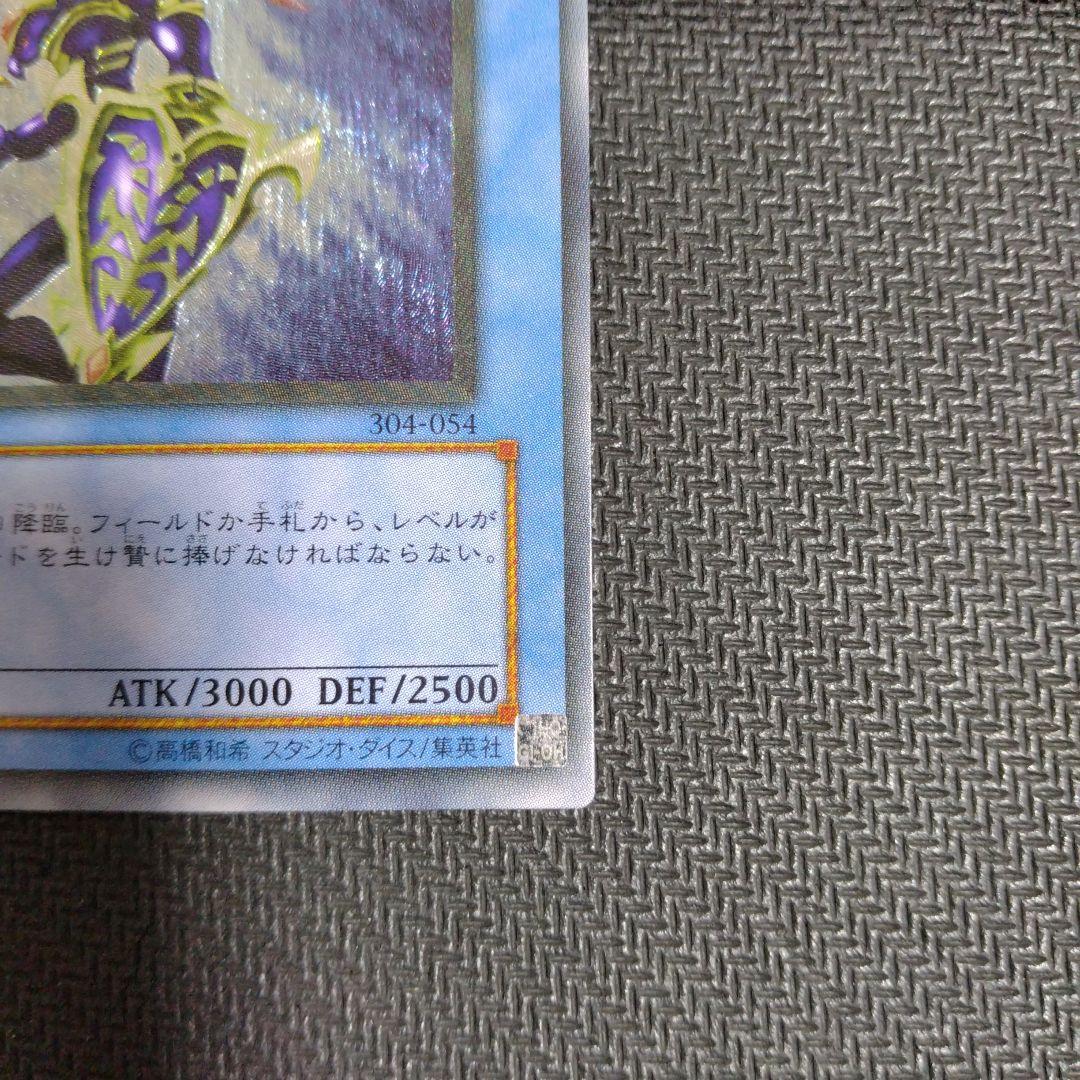 304-054
降臨。フィールドか手札から、レベルが
ドを生け贄に捧げなければならない。
ATK/3000 DEF/2500
©高橋和希 スタジオ・ダイス/集英社